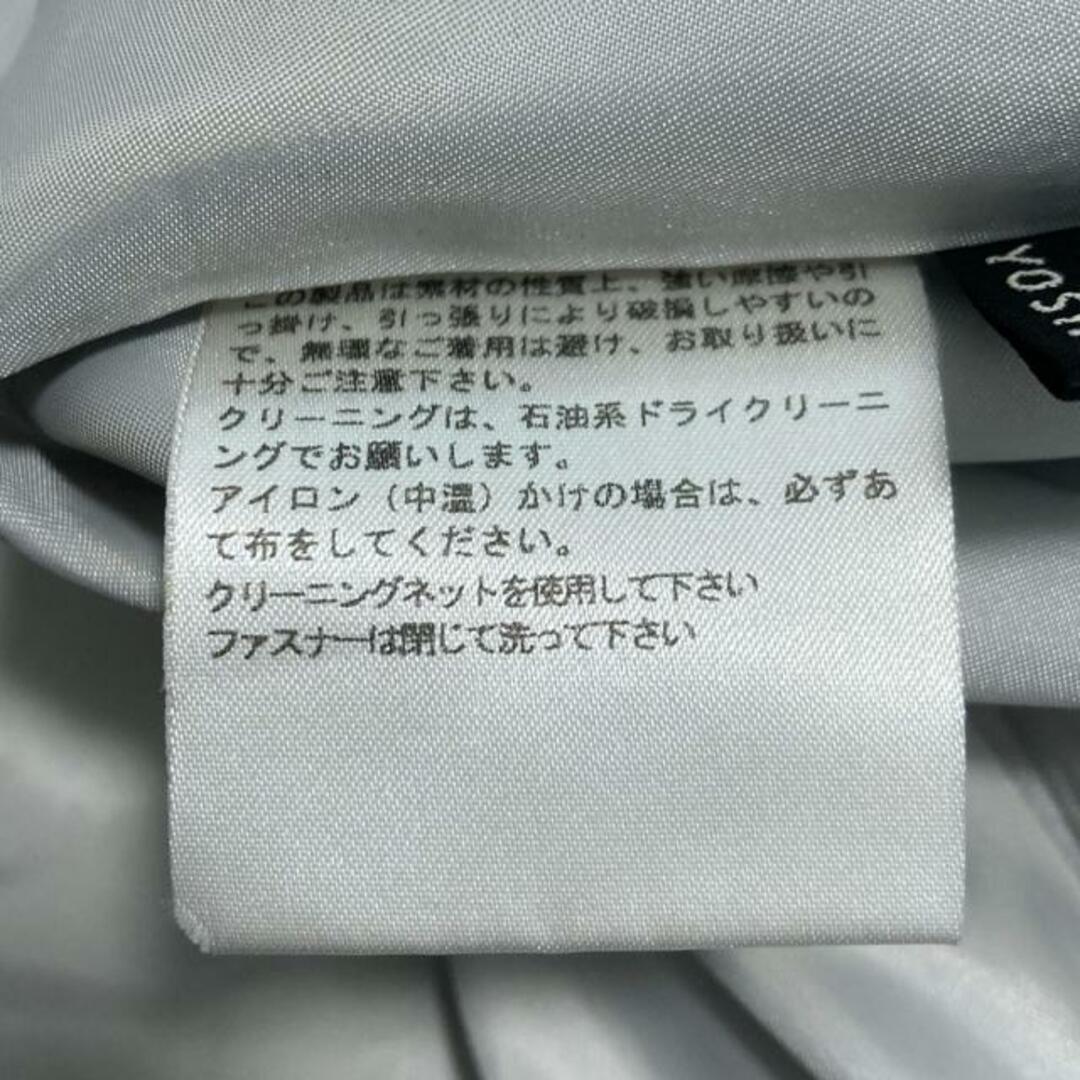 この製品は素材の性質上、強い摩擦や引
っ掛け、引っ張りにより破損しやすいの
で、無理なご着用は避け、お取り扱いに
十分ご注意下さい。
クリーニングは、石油系ドライクリーニ
ングでお願いします。
アイロン（中温）かけの場合は、必ずあ
て布をしてください。
クリーニングネットを使用して下さい
ファスナーは閉じて洗って下さい